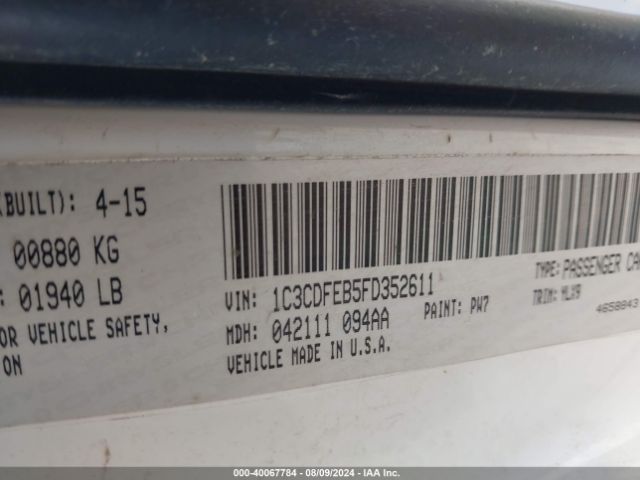 (BUILT): 4-15
00880 KG
: 01940 LB
OR VEHICLE SAFETY,
ON
VIN: 1C3CDFEB5FD352611
TYPE: PASSENGER CA
MDH: 042111 094AA
PAINT: PW7
TRIM: MLX9
4658043
VEHICLE MADE IN U.S.A.
000-40067784 - 08/09/2024 - IAA Inc.